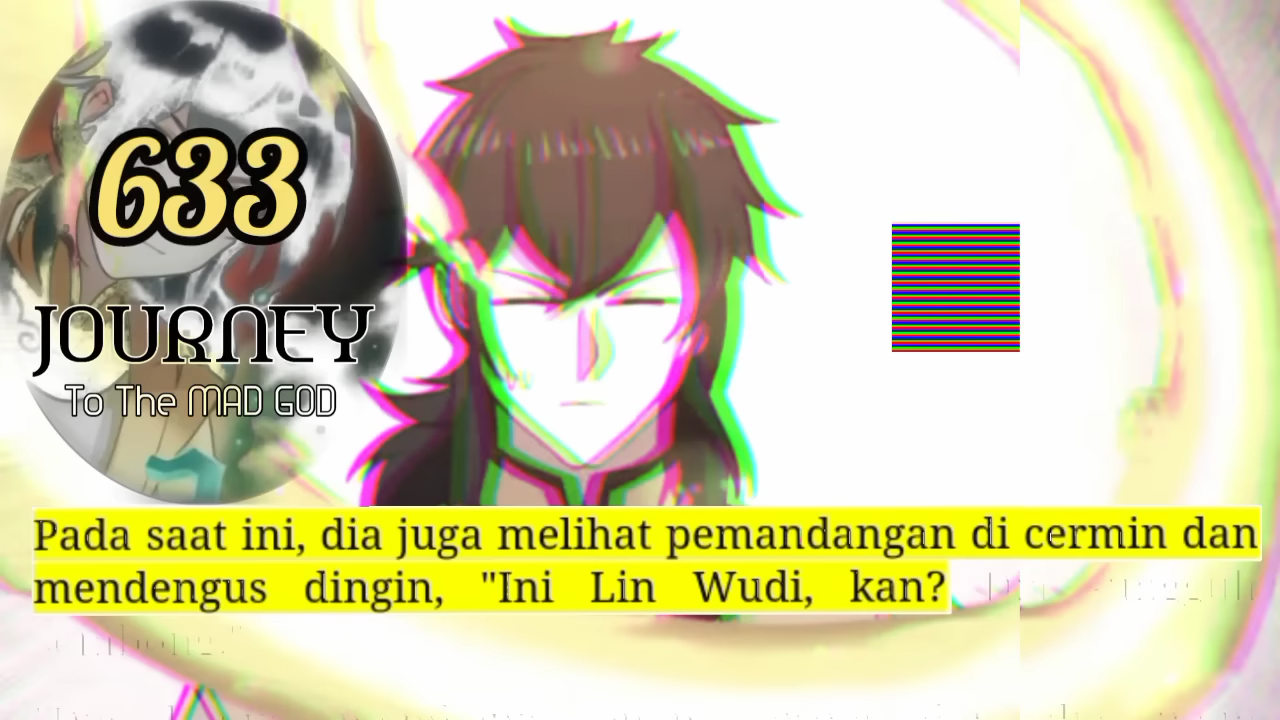 633
JOURNEY
To The MAD GOD
Pada saat ini, dia juga melihat pemandangan di cermin dan
mendengus dingin, "Ini Lin Wudi, kan?